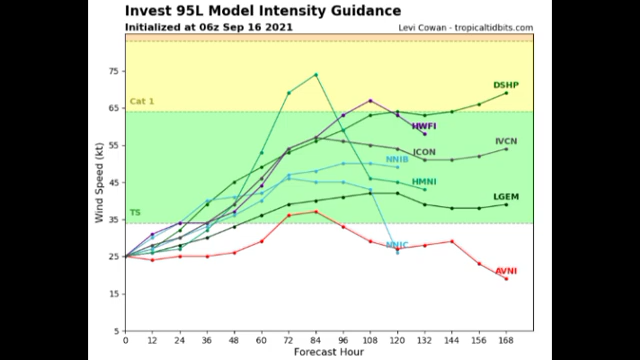 Invest 95L Model Intensity Guidance
Initialized at 06z Sep 16 2021
Levi Cowan - tropicaltidbits.com
Wind Speed (kt)
75
65
55
45
35
25
15
5
Cat 1
TS
DSHP
HWFI
IVCN
ICON
NNIB
HMNI
LGEM
NNIC
AVNI
0 12 24 36 48 60 72 84 96 108 120 132 144 156 168
Forecast Hour